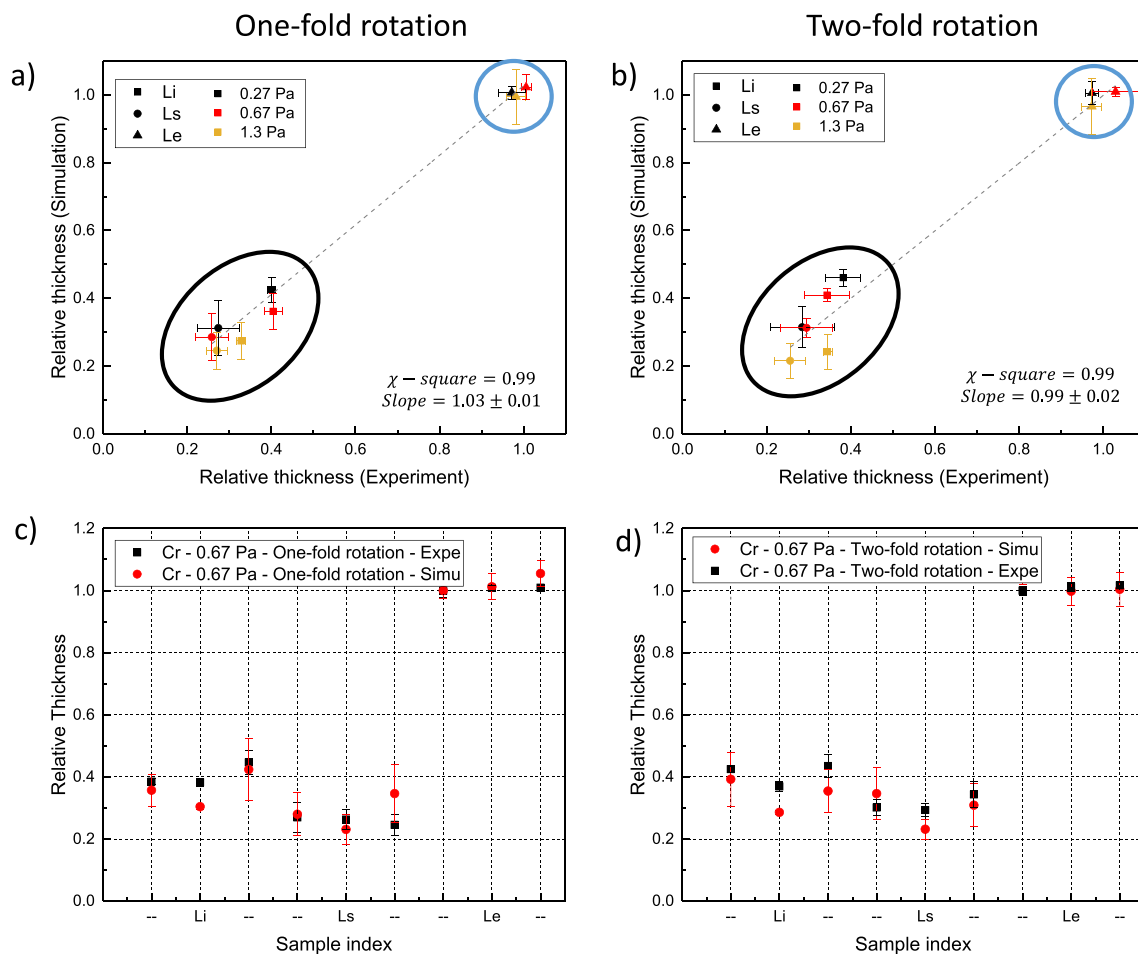 One-fold rotation
Two-fold rotation
a)
Relative thickness (Simulation)
1.0
0.8
0.6
0.4
0.2
0.0
Li
Ls
Le
0.27 Pa
0.67 Pa
1.3 Pa
χ − square = 0.99
Slope = 1.03 ± 0.01
0.0 0.2 0.4 0.6 0.8 1.0
Relative thickness (Experiment)
b)
Relative thickness (Simulation)
1.0
0.8
0.6
0.4
0.2
0.0
Li
Ls
Le
0.27 Pa
0.67 Pa
1.3 Pa
χ − square = 0.99
Slope = 0.99 ± 0.02
0.0 0.2 0.4 0.6 0.8 1.0
Relative thickness (Experiment)
c)
Relative Thickness
1.2
1.0
0.8
0.6
0.4
0.2
0.0
Cr - 0.67 Pa - One-fold rotation - Expe
Cr - 0.67 Pa - One-fold rotation - Simu
-- Li -- -- Ls -- -- Le --
Sample index
d)
Relative Thickness
1.2
1.0
0.8
0.6
0.4
0.2
0.0
Cr - 0.67 Pa - Two-fold rotation - Simu
Cr - 0.67 Pa - Two-fold rotation - Expe
-- Li -- -- Ls -- -- Le --
Sample index